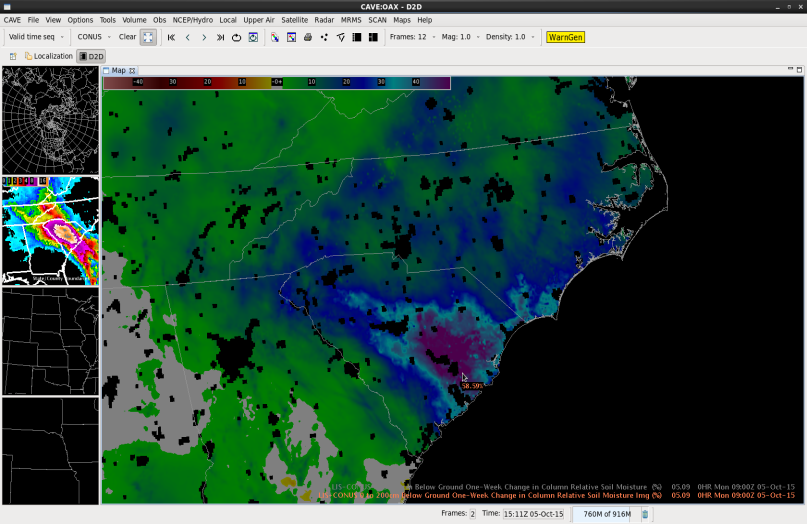 CAVE:OAX - D2D
CAVE File View Options Tools Volume Obs NCEP/Hydro Local Upper Air Satellite Radar MRMS SCAN Maps Help
Valid time seq CONUS Clear Frames: 12 Mag: 1.0 Density: 1.0 WarnGen
Localization D2D
Map
-40 30 20 10 -0+ 10 20 30 40
State/County Boundaries
58.59%
LIS-CONUS Below Ground One-Week Change in Column Relative Soil Moisture (%) 05.09 0HR Mon 09:00Z 05-Oct-15
LIS-CONUS to 200cm Below Ground One-Week Change in Column Relative Soil Moisture Img (%) 05.09 0HR Mon 09:00Z 05-Oct-15
Frames: 2 Time: 15:11Z 05-Oct-15 760M of 916M